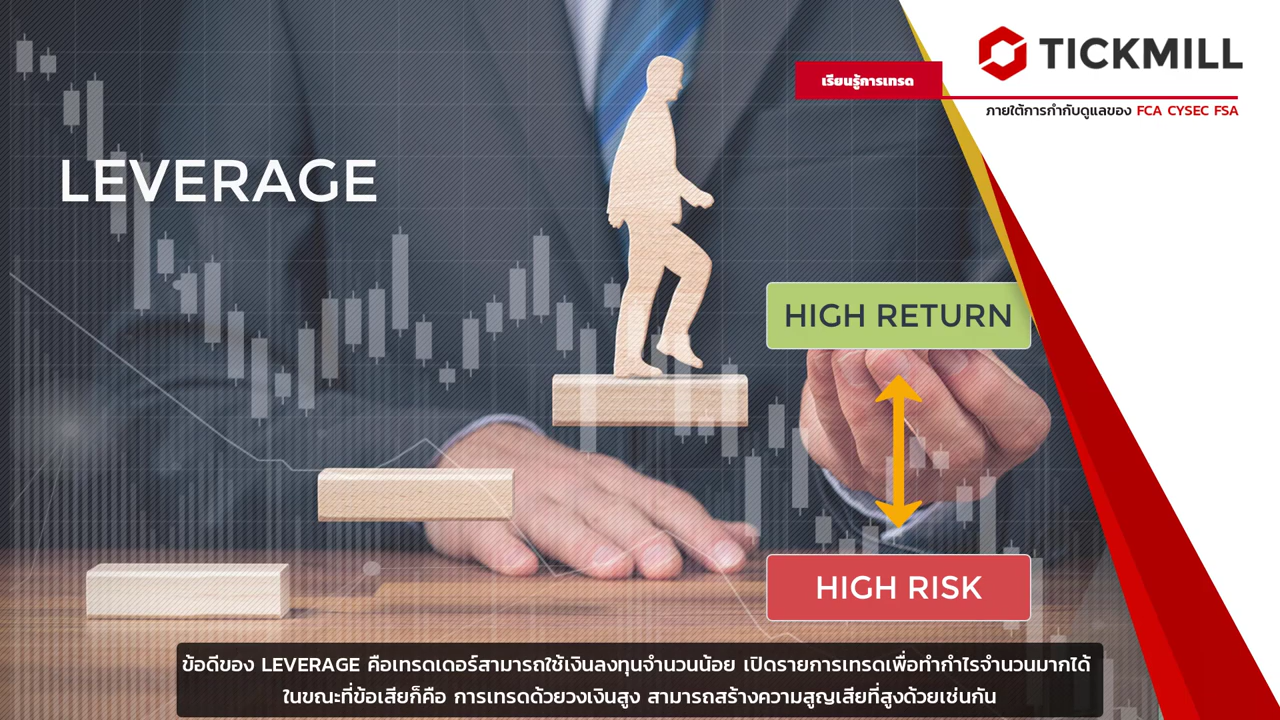 TICKMILL
เรียนรู้การเทรด
ภายใต้การกำกับดูแลของ FCA CYSEC FSA
LEVERAGE
HIGH RETURN
HIGH RISK
ข้อดีของ LEVERAGE คือเทรดเดอร์สามารถใช้เงินลงทุนจำนวนน้อย เปิดรายการเทรดเพื่อทำกำไรจำนวนมากได้
ในขณะที่ข้อเสียก็คือ การเทรดด้วยวงเงินสูง สามารถสร้างความสูญเสียที่สูงด้วยเช่นกัน